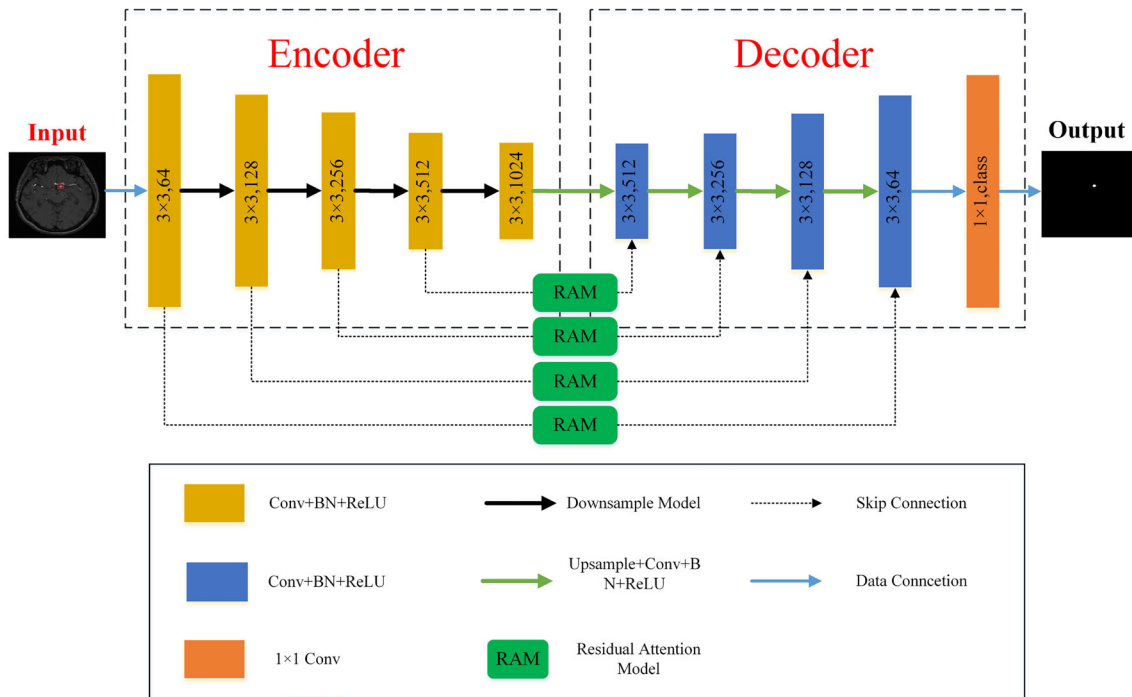 Encoder
Decoder
Input
Output
3×3,64
3×3,128
3×3,256
3×3,512
3×3,1024
3×3,512
3×3,256
3×3,128
3×3,64
1×1,class
RAM
RAM
RAM
RAM
Conv+BN+ReLU
Downsample Model
Skip Connection
Conv+BN+ReLU
Upsample+Conv+B
N+ReLU
Data Conncetion
1×1 Conv
RAM
Residual Attention
Model